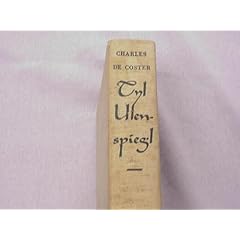 CHARLES
DE COSTER
Tyl
Ulen-
spiegl